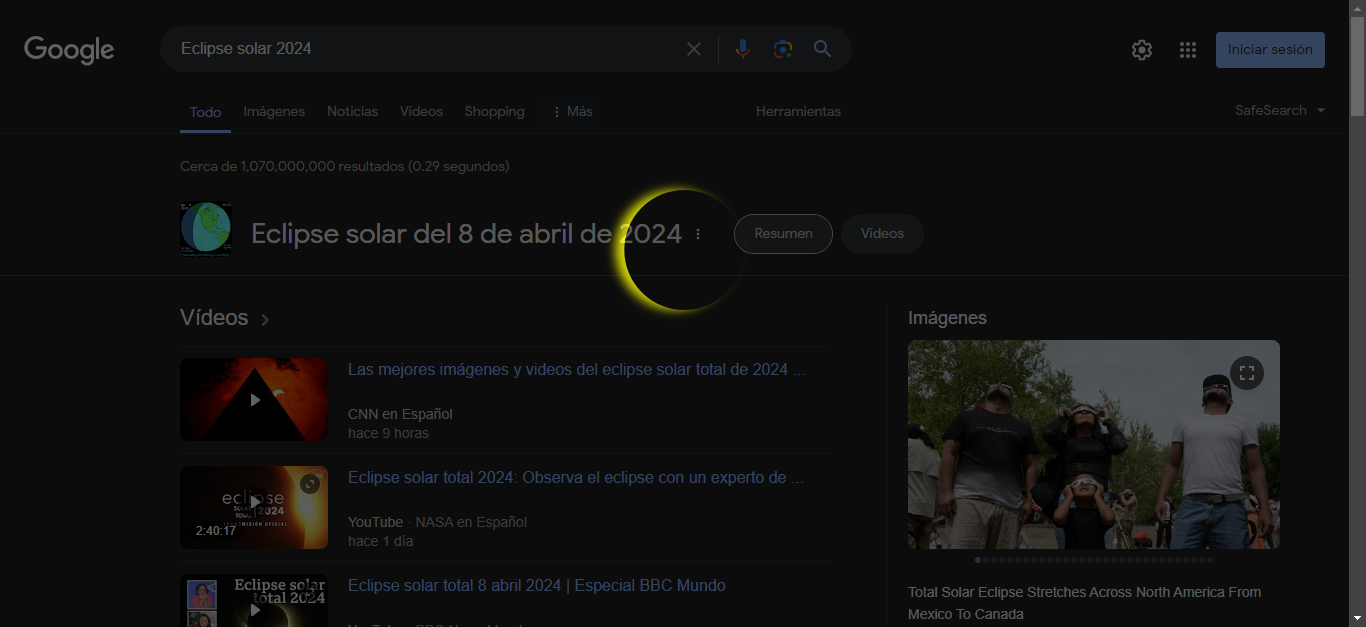 Google
Eclipse solar 2024
Iniciar sesión
Todo
Imágenes
Noticias
Videos
Shopping
Más
Herramientas
SafeSearch
Cerca de 1,070,000,000 resultados (0.29 segundos)
Eclipse solar del 8 de abril de 2024
Resumen
Videos
Vídeos
Las mejores imágenes y videos del eclipse solar total de 2024 ...
CNN en Español
hace 9 horas
eclipse
2024
2:40:17
Eclipse solar total 2024: Observa el eclipse con un experto de ...
YouTube · NASA en Español
hace 1 día
Eclipse solar
total 2024
Eclipse solar total 8 abril 2024 | Especial BBC Mundo
Imágenes
Total Solar Eclipse Stretches Across North America From
Mexico To Canada